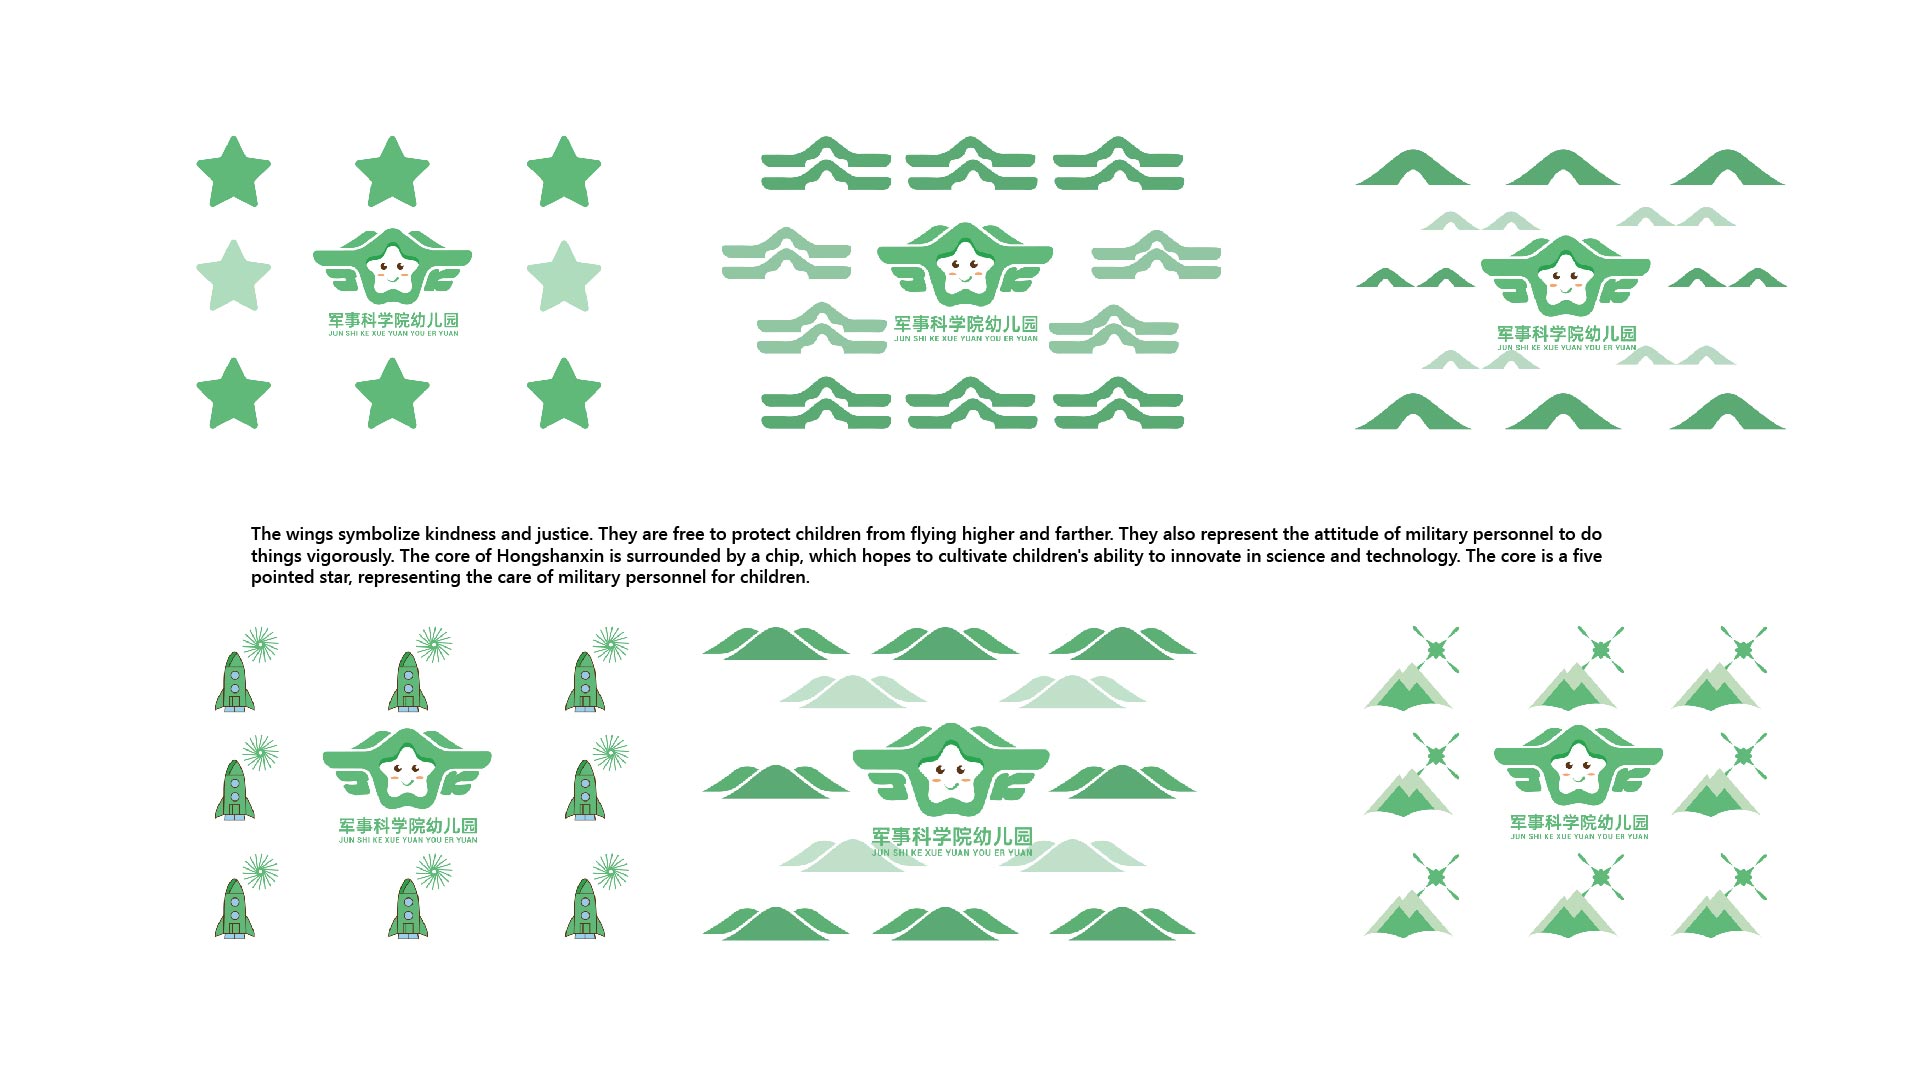 军事科学院幼儿园
JUN SHI KE XUE YUAN YOU ER YUAN
军事科学院幼儿园
JUN SHI KE XUE YUAN YOU ER YUAN
军事科学院幼儿园
JUN SHI KE XUE YUAN YOU ER YUAN
The wings symbolize kindness and justice. They are free to protect children from flying higher and farther. They also represent the attitude of military personnel to do
things vigorously. The core of Hongshanxin is surrounded by a chip, which hopes to cultivate children's ability to innovate in science and technology. The core is a five
pointed star, representing the care of military personnel for children.
军事科学院幼儿园
JUN SHI KE XUE YUAN YOU ER YUAN
军事科学院幼儿园
JUN SHI KE XUE YUAN YOU ER YUAN
军事科学院幼儿园
JUN SHI KE XUE YUAN YOU ER YUAN